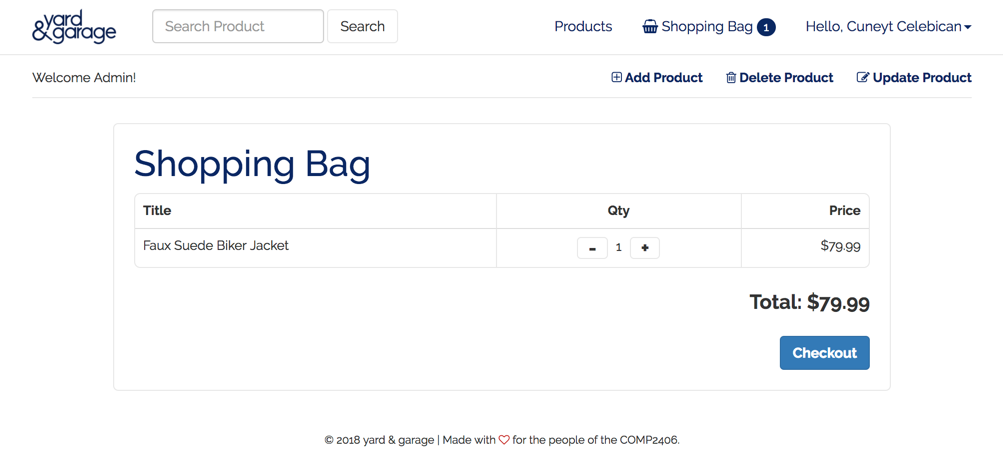 yard
&garage
Search Product
Search
Products
Shopping Bag 1
Hello, Cuneyt Celebican
Welcome Admin!
Add Product
Delete Product
Update Product
Shopping Bag
Title Qty Price
Faux Suede Biker Jacket - 1 + $79.99
Total: $79.99
Checkout
© 2018 yard & garage | Made with ♡ for the people of the COMP2406.